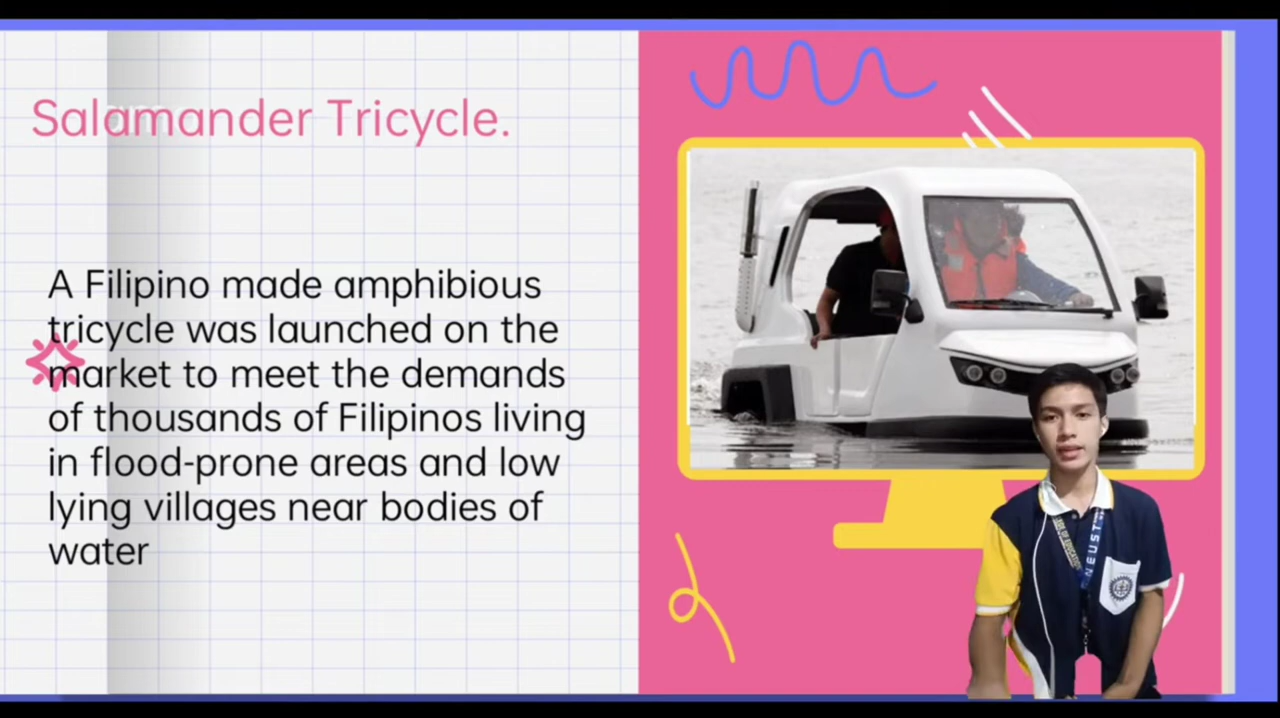 Salamander Tricycle.
A Filipino made amphibious
tricycle was launched on the
market to meet the demands
of thousands of Filipinos living
in flood-prone areas and low
lying villages near bodies of
water
NEUST